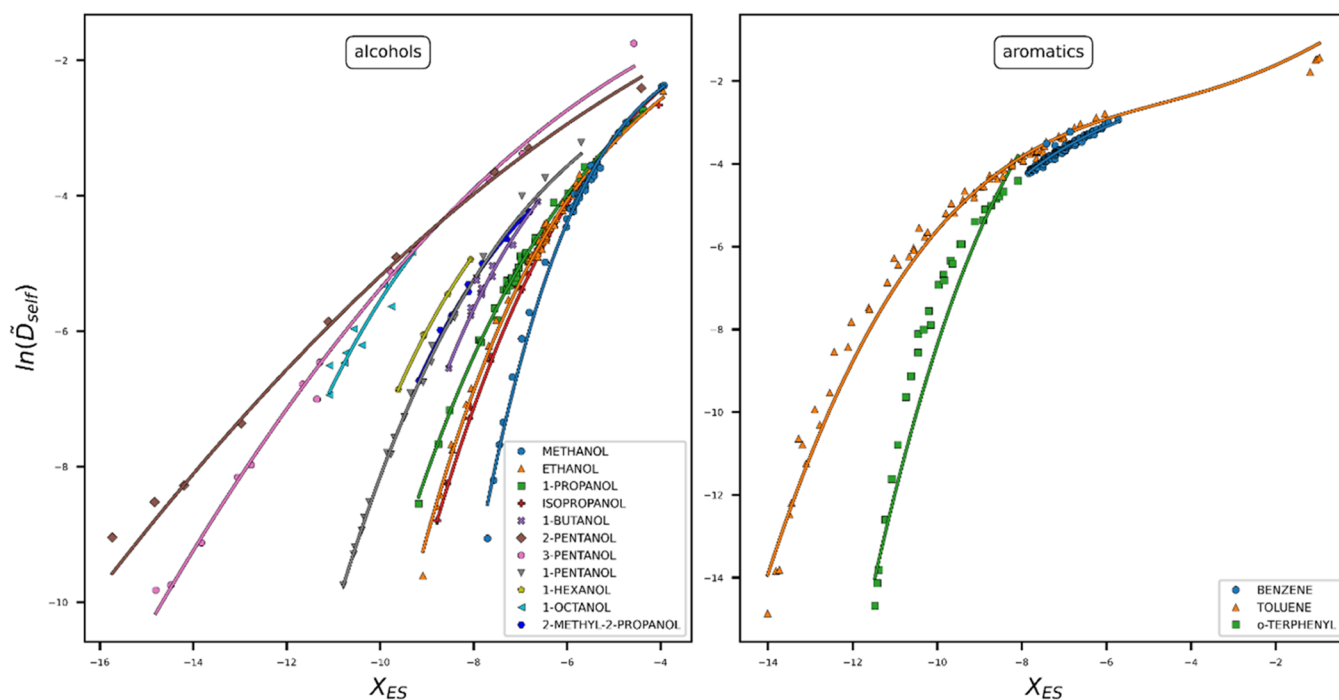 alcohols
ln(D̃self)
−2
−4
−6
−8
−10
METHANOL
ETHANOL
1-PROPANOL
ISOPROPANOL
1-BUTANOL
2-PENTANOL
3-PENTANOL
1-PENTANOL
1-HEXANOL
1-OCTANOL
2-METHYL-2-PROPANOL
−16 −14 −12 −10 −8 −6 −4
XES
aromatics
−2
−4
−6
−8
−10
−12
−14
BENZENE
TOLUENE
o-TERPHENYL
−14 −12 −10 −8 −6 −4 −2
XES